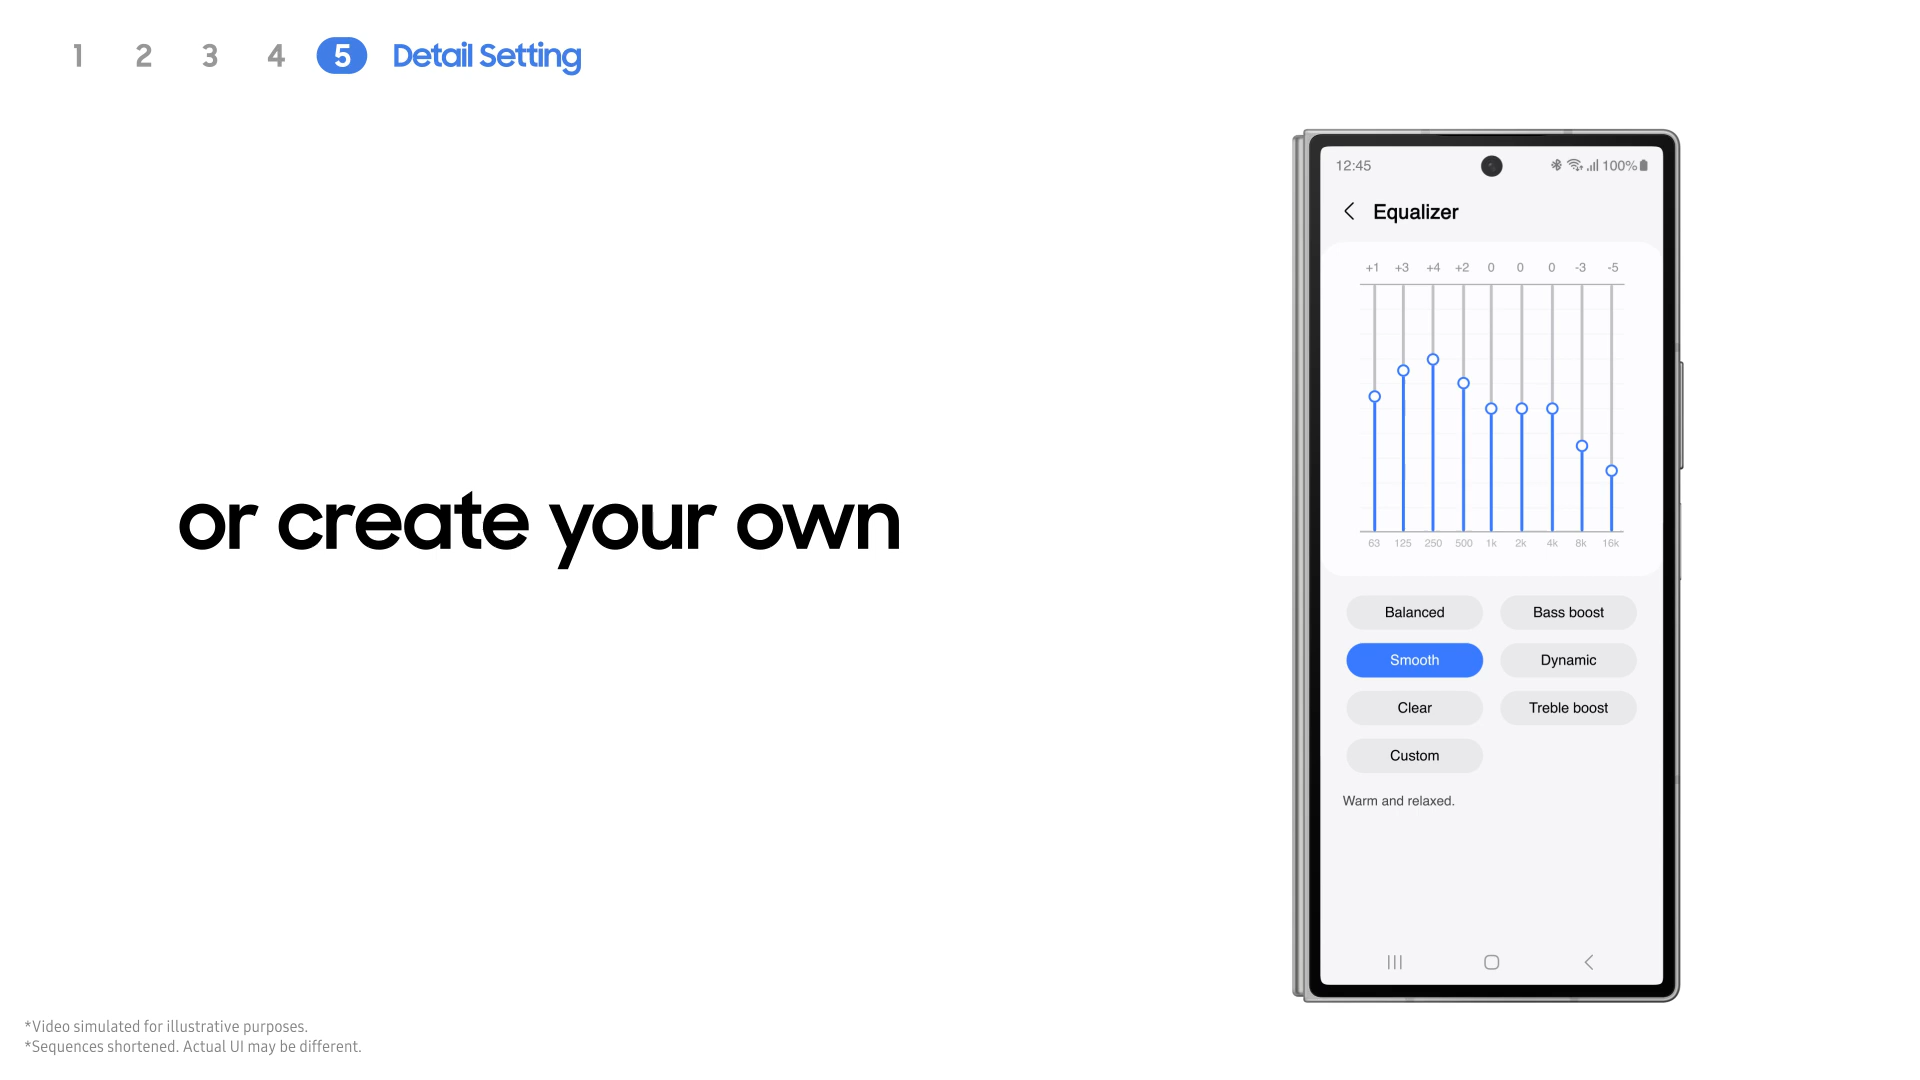 1 2 3 4 5 Detail Setting
or create your own
12:45 100%
Equalizer
+1 +3 +4 +2 0 0 0 -3 -5
63 125 250 500 1k 2k 4k 8k 16k
Balanced Bass boost
Smooth Dynamic
Clear Treble boost
Custom
Warm and relaxed.
*Video simulated for illustrative purposes.
*Sequences shortened. Actual UI may be different.